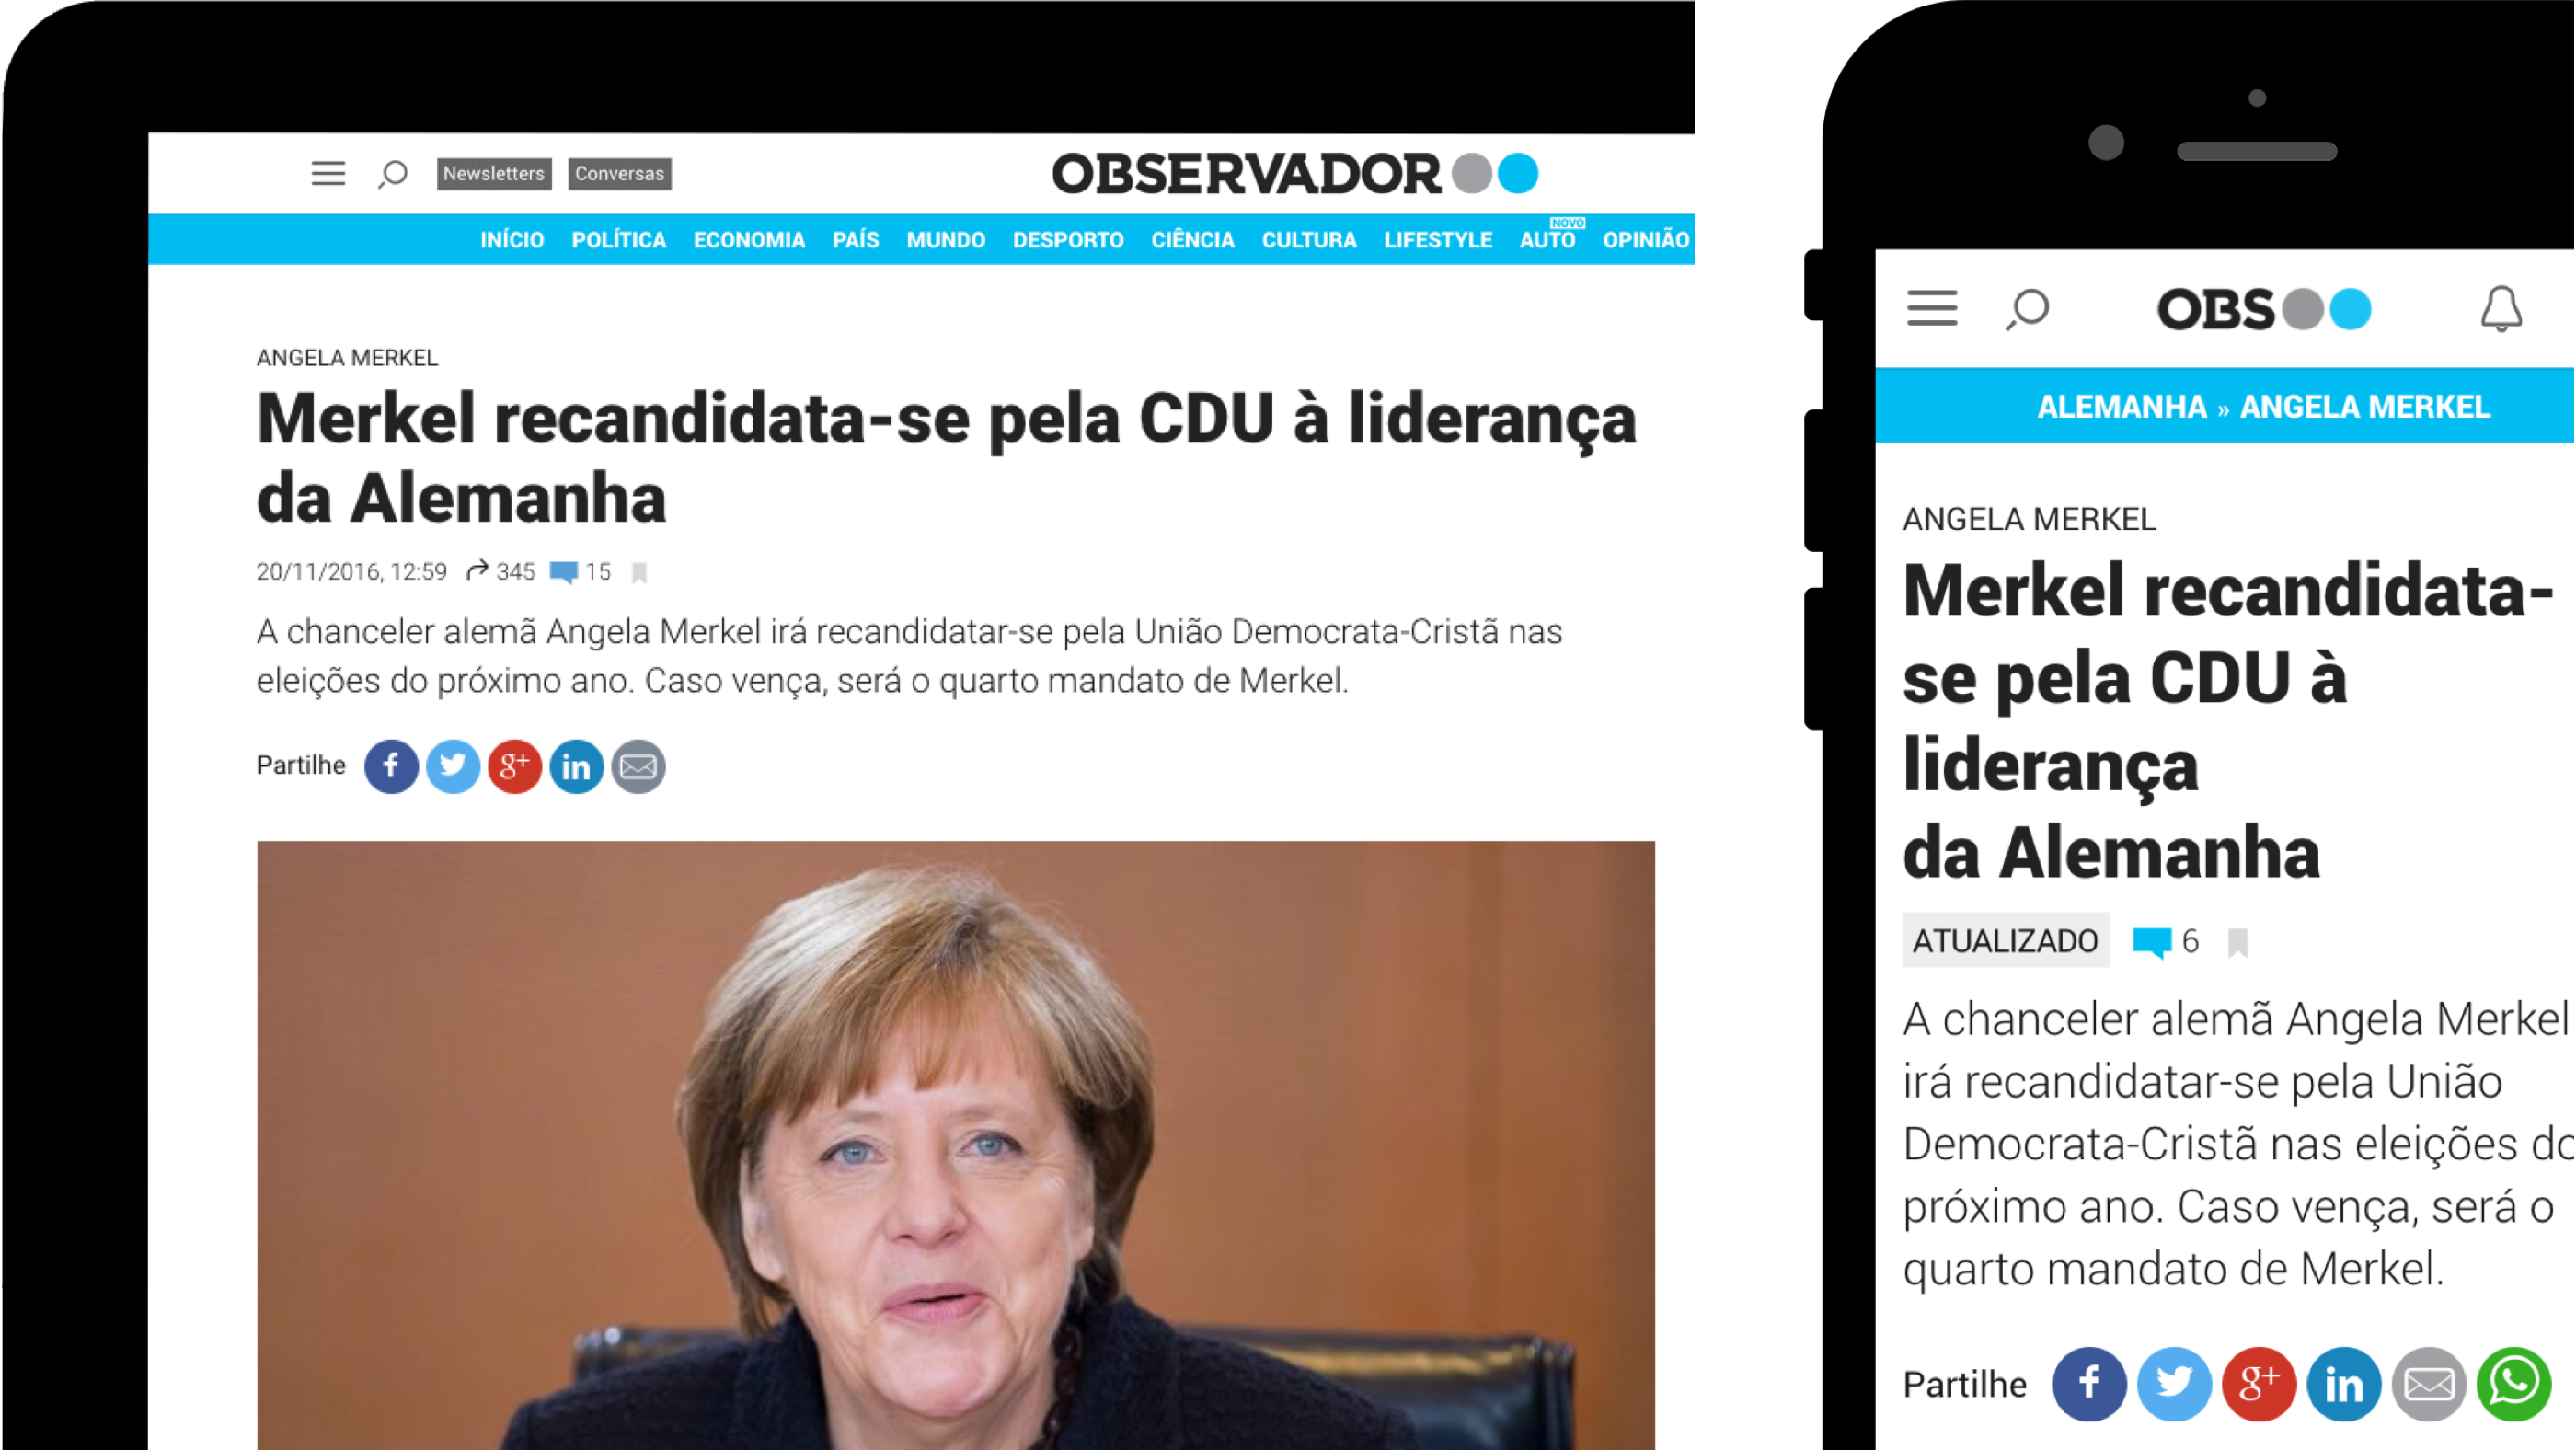 Newsletters Conversas OBSERVADOR
INÍCIO POLÍTICA ECONOMIA PAÍS MUNDO DESPORTO CIÊNCIA CULTURA LIFESTYLE AUTO NOVO OPINIÃO
ANGELA MERKEL
Merkel recandidata-se pela CDU à liderança
da Alemanha
20/11/2016, 12:59 345 15
A chanceler alemã Angela Merkel irá recandidatar-se pela União Democrata-Cristã nas
eleições do próximo ano. Caso vença, será o quarto mandato de Merkel.
Partilhe f g+ in
OBS
ALEMANHA » ANGELA MERKEL
ANGELA MERKEL
Merkel recandidata-
se pela CDU à
liderança
da Alemanha
ATUALIZADO 6
A chanceler alemã Angela Merkel
irá recandidatar-se pela União
Democrata-Cristã nas eleições do
próximo ano. Caso vença, será o
quarto mandato de Merkel.
Partilhe f g+ in